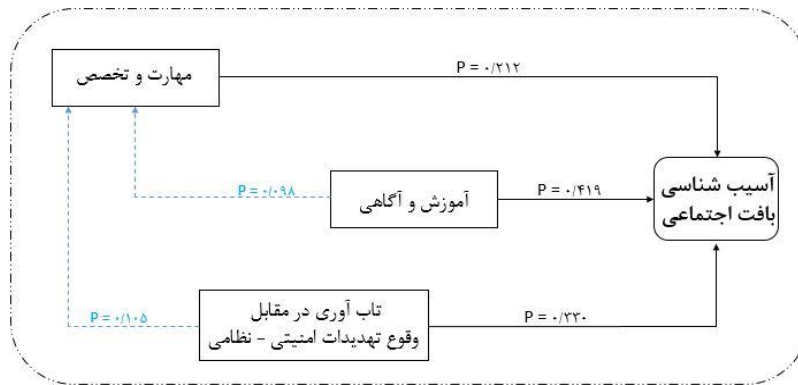 P = ۰/۲۱۲
مهارت و تخصص
آسیب شناسی
بافت اجتماعی
P = ۰/۴۱۹
P = ۰/۰۹۸
آموزش و آگاهی
تاب آوری در مقابل
وقوع تهدیدات امنیتی - نظامی
P = ۰/۱۰۵
P = ۰/۲۳۰